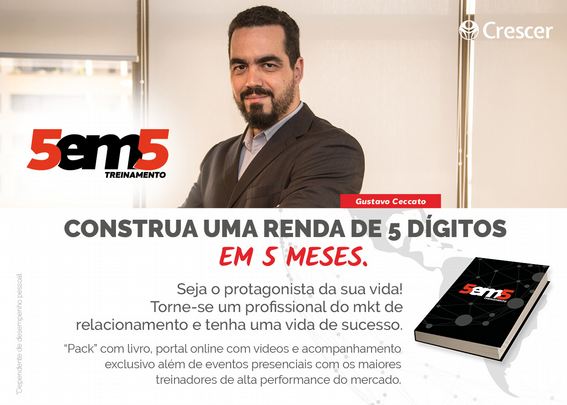 Crescer
5em5
TREINAMENTO
Gustavo Ceccato
CONSTRUA UMA RENDA DE 5 DÍGITOS
EM 5 MESES.
Seja o protagonista da sua vida!
Torne-se um profissional do mkt de
relacionamento e tenha uma vida de sucesso.
“Pack” com livro, portal online com vídeos e acompanhamento
exclusivo além de eventos presenciais com os maiores
treinadores de alta performance do mercado.
5em5
TREINAMENTO
*Dependente de desempenho pessoal.